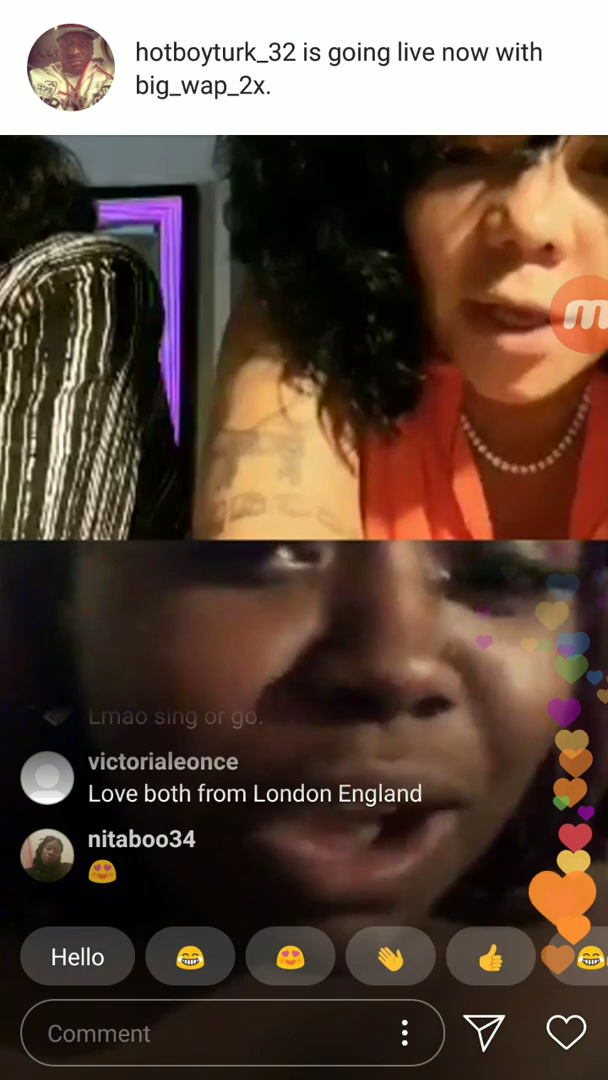 hotboyturk_32 is going live now with
big_wap_2x.
m
Lmao sing or go.
victorialeonce
Love both from London England
nitaboo34
Hello
Comment